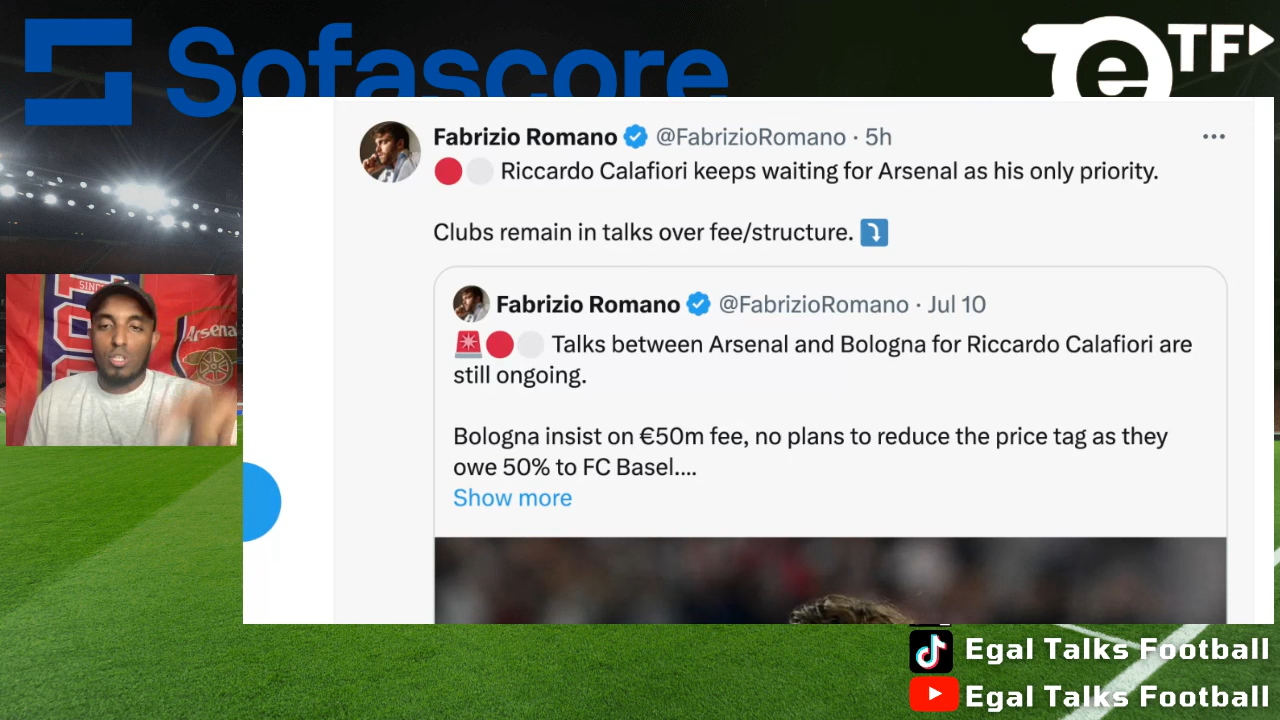 Sofascore
eTF
Fabrizio Romano @FabrizioRomano · 5h
Riccardo Calafiori keeps waiting for Arsenal as his only priority.
Clubs remain in talks over fee/structure.
Fabrizio Romano @FabrizioRomano · Jul 10
Talks between Arsenal and Bologna for Riccardo Calafiori are
still ongoing.
Bologna insist on €50m fee, no plans to reduce the price tag as they
owe 50% to FC Basel....
Show more
SINC
Arsena
Egal Talks Football
Egal Talks Football